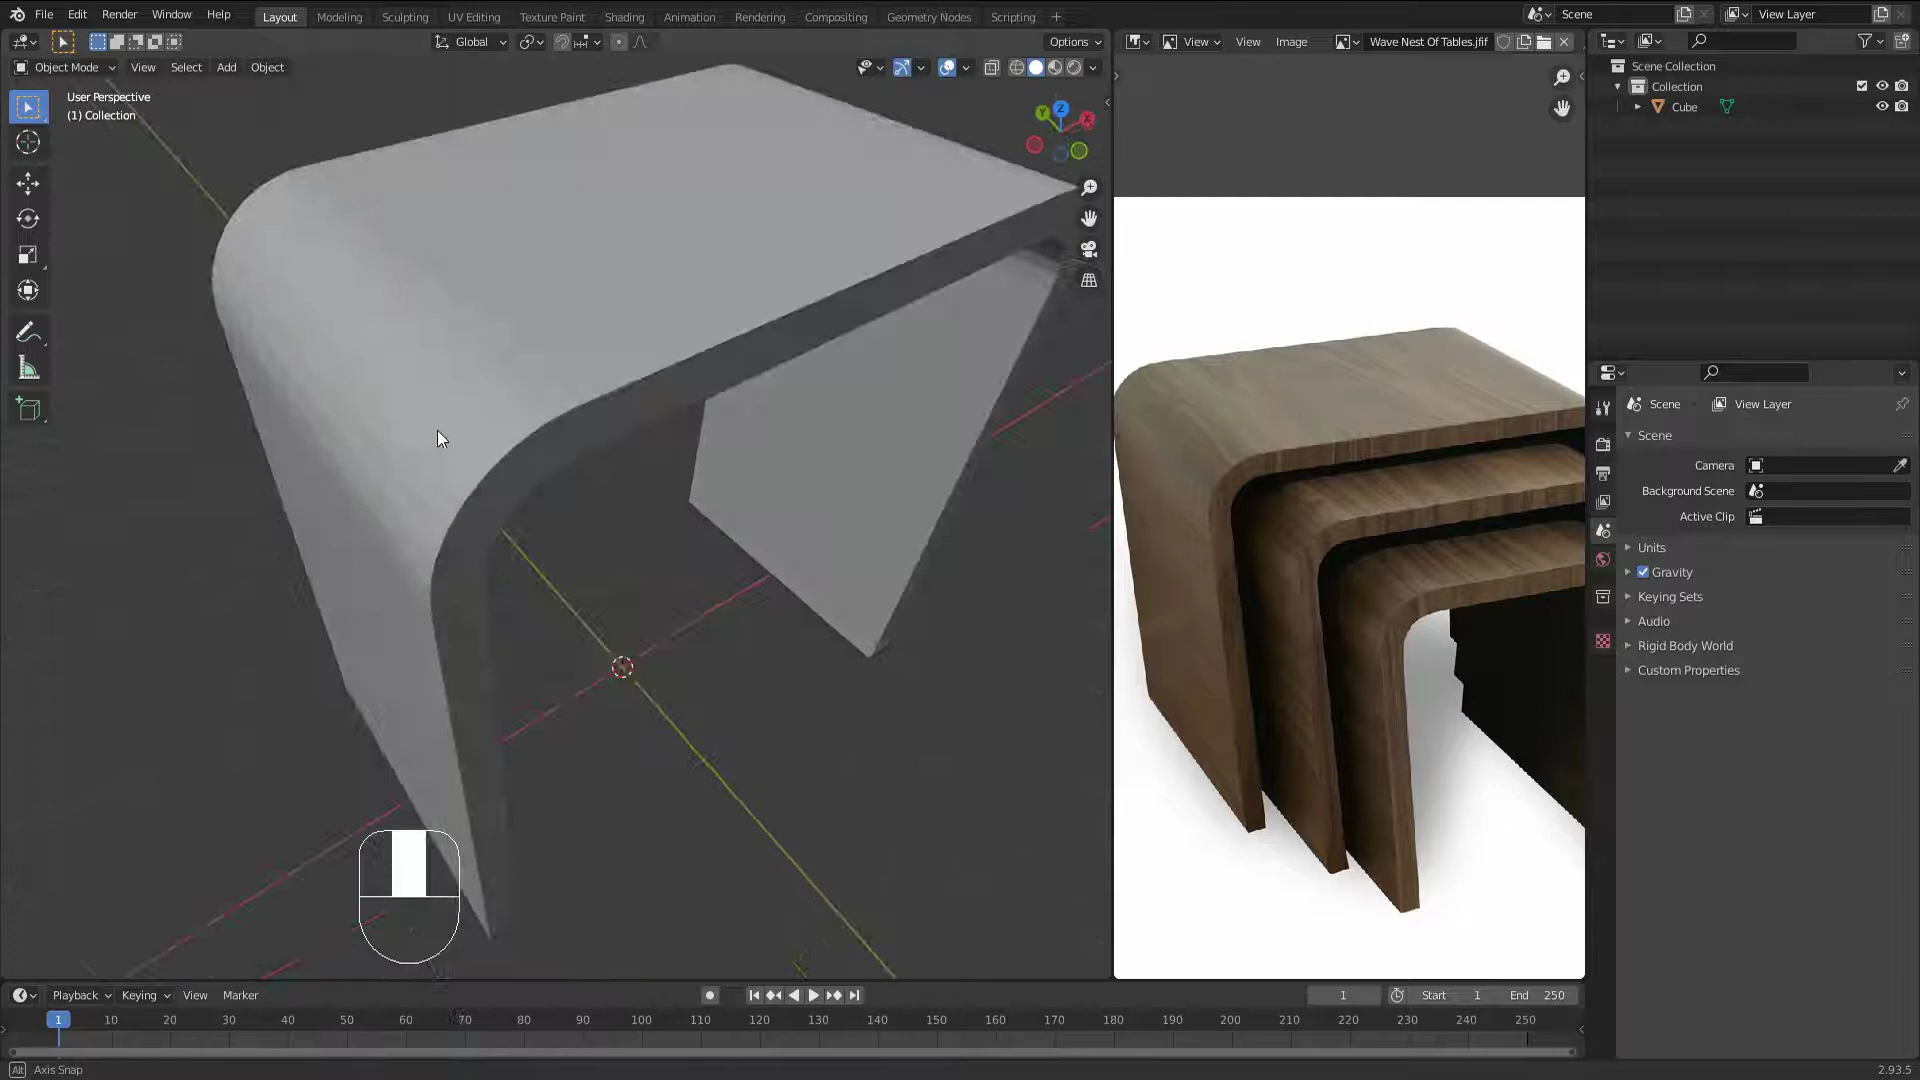 File Edit Render Window Help Layout Modeling Sculpting UV Editing Texture Paint Shading Animation Rendering Compositing Geometry Nodes Scripting + Scene View Layer
Global Options View View Image Wave Nest Of Tables.jfif
Object Mode View Select Add Object
Scene Collection
Collection
Cube
User Perspective
(1) Collection
Z
Y
X
Scene View Layer
Scene
Camera
Background Scene
Active Clip
Units
Gravity
Keying Sets
Audio
Rigid Body World
Custom Properties
Playback Keying View Marker 1 Start 1 End 250
1 10 20 30 40 50 60 70 80 90 100 110 120 130 140 150 160 170 180 190 200 210 220 230 240 250
Alt Axis Snap 2.93.5